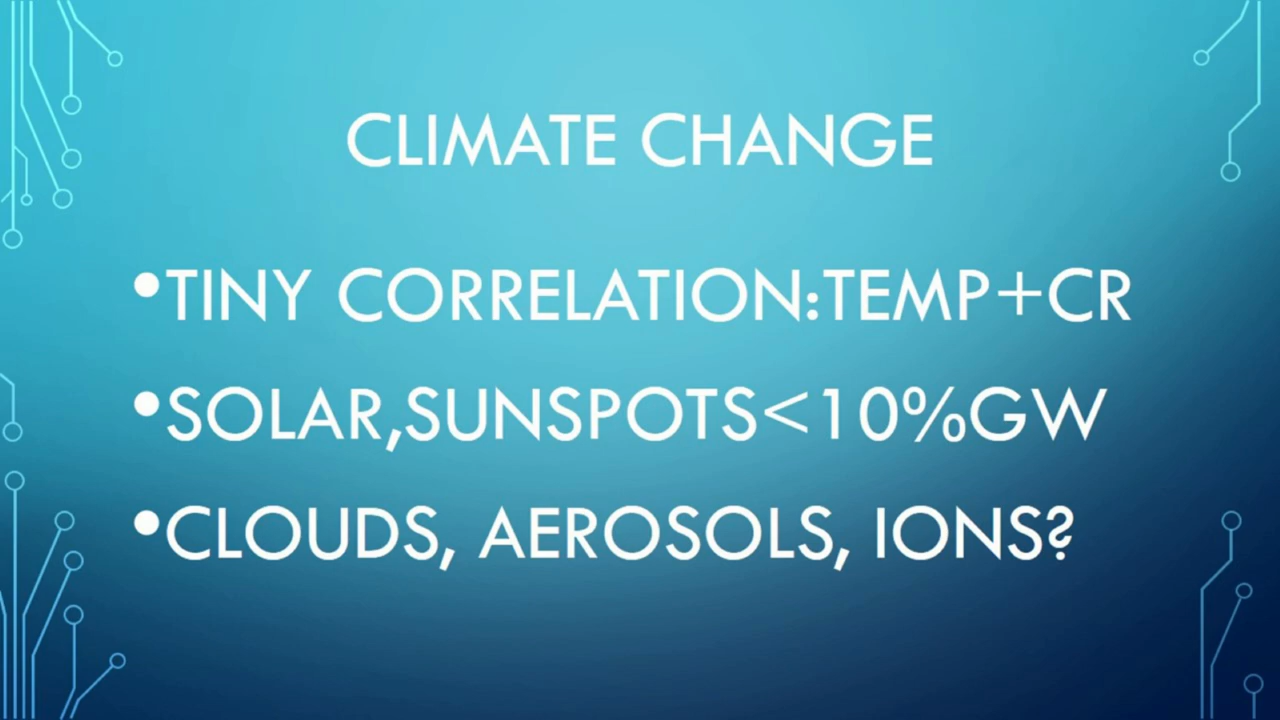 CLIMATE CHANGE
•TINY CORRELATION:TEMP+CR
•SOLAR,SUNSPOTS<10%GW
•CLOUDS, AEROSOLS, IONS?